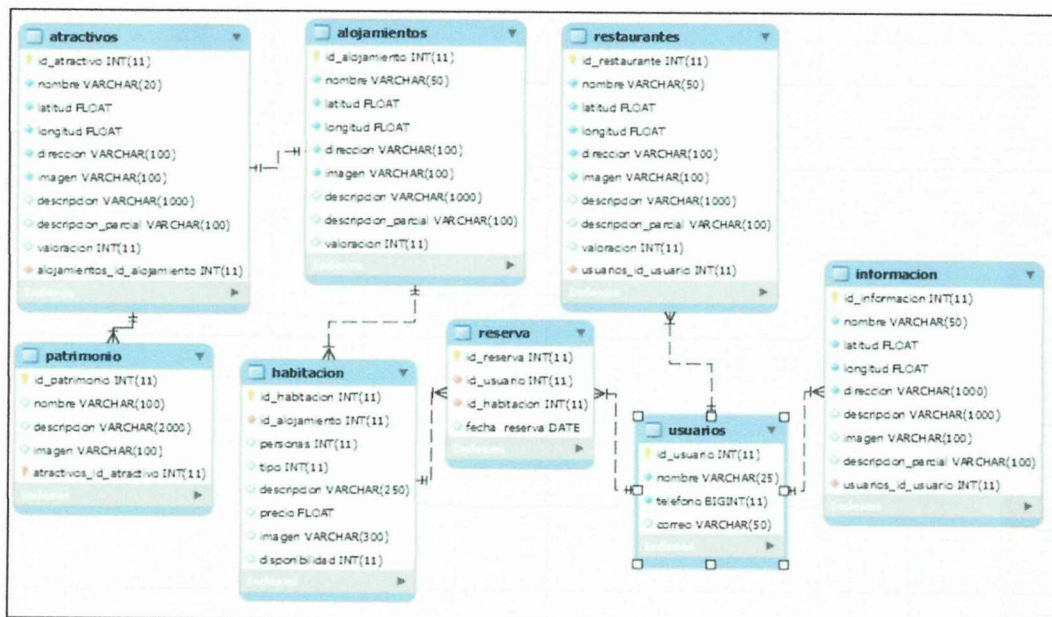 atractivos
id_atractivo INT(11)
nombre VARCHAR(20)
latitud FLOAT
longitud FLOAT
direccion VARCHAR(100)
imagen VARCHAR(100)
descripcion VARCHAR(1000)
descripcion_parcial VARCHAR(100)
valoracion INT(11)
alojamientos_id_alojamiento INT(11)
Indexes
alojamientos
id_alojamiento INT(11)
nombre VARCHAR(50)
latitud FLOAT
longitud FLOAT
direccion VARCHAR(100)
imagen VARCHAR(100)
descripcion VARCHAR(1000)
descripcion_parcial VARCHAR(100)
valoracion INT(11)
Indexes
restaurantes
id_restaurante INT(11)
nombre VARCHAR(50)
latitud FLOAT
longitud FLOAT
direccion VARCHAR(100)
imagen VARCHAR(100)
descripcion VARCHAR(1000)
descripcion_parcial VARCHAR(100)
valoracion INT(11)
usuarios_id_usuario INT(11)
Indexes
informacion
id_informacion INT(11)
nombre VARCHAR(50)
latitud FLOAT
longitud FLOAT
direccion VARCHAR(1000)
descripcion VARCHAR(1000)
imagen VARCHAR(100)
descripcion_parcial VARCHAR(100)
usuarios_id_usuario INT(11)
Indexes
patrimonio
id_patrimonio INT(11)
nombre VARCHAR(100)
descripcion VARCHAR(2000)
imagen VARCHAR(100)
atractivos_id_atractivo INT(11)
Indexes
habitacion
id_habitacion INT(11)
id_alojamiento INT(11)
personas INT(11)
tipo INT(11)
descripcion VARCHAR(250)
precio FLOAT
imagen VARCHAR(300)
disponibilidad INT(11)
Indexes
reserva
id_reserva INT(11)
id_usuario INT(11)
id_habitacion INT(11)
fecha_reserva DATE
Indexes
usuarios
id_usuario INT(11)
nombre VARCHAR(25)
telefono BIGINT(11)
correo VARCHAR(50)
Indexes